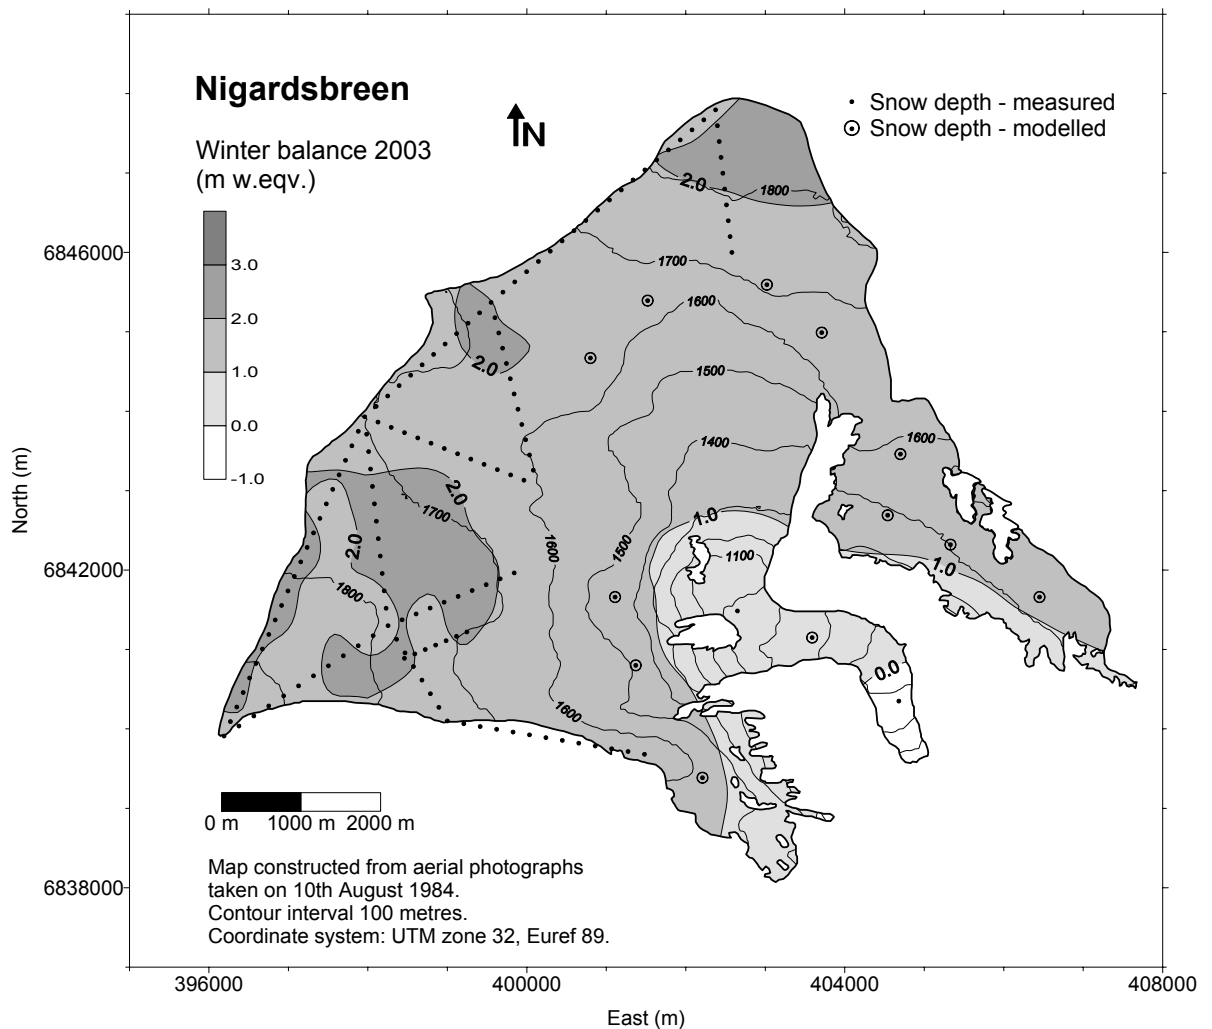 Nigardsbreen
Winter balance 2003
(m w.eqv.)
N
Snow depth - measured
Snow depth - modelled
3.0
2.0
1.0
0.0
-1.0
2.0
1800
1700
1600
2.0
1500
1400
1600
2.0
1700
1.0
2.0
1600
1500
1100
1.0
1800
0.0
1600
0 m 1000 m 2000 m
Map constructed from aerial photographs
taken on 10th August 1984.
Contour interval 100 metres.
Coordinate system: UTM zone 32, Euref 89.
6846000
6842000
6838000
North (m)
396000 400000 404000 408000
East (m)